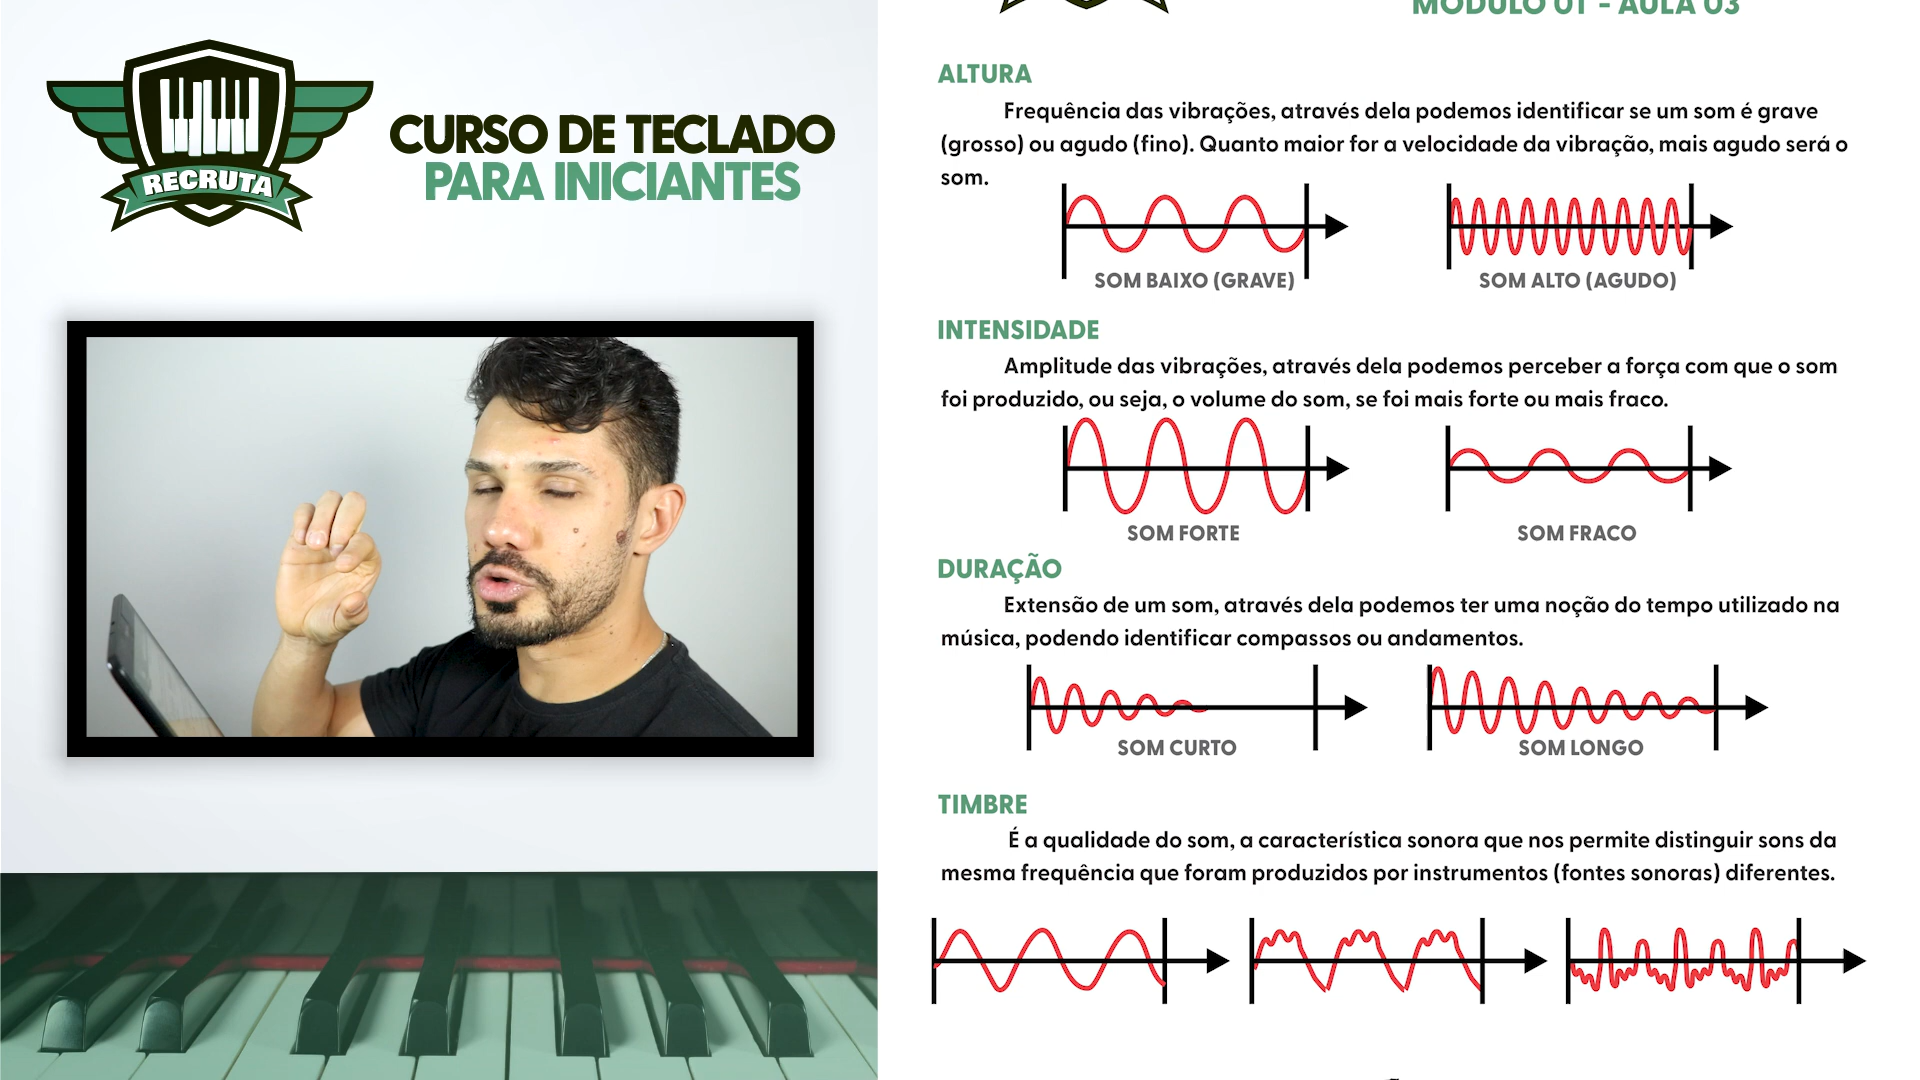 RECRUTA
CURSO DE TECLADO
PARA INICIANTES
MÓDULO 01 - AULA 03
ALTURA
Frequência das vibrações, através dela podemos identificar se um som é grave
(grosso) ou agudo (fino). Quanto maior for a velocidade da vibração, mais agudo será o
som.
SOM BAIXO (GRAVE)
SOM ALTO (AGUDO)
INTENSIDADE
Amplitude das vibrações, através dela podemos perceber a força com que o som
foi produzido, ou seja, o volume do som, se foi mais forte ou mais fraco.
SOM FORTE
SOM FRACO
DURAÇÃO
Extensão de um som, através dela podemos ter uma noção do tempo utilizado na
música, podendo identificar compassos ou andamentos.
SOM CURTO
SOM LONGO
TIMBRE
É a qualidade do som, a característica sonora que nos permite distinguir sons da
mesma frequência que foram produzidos por instrumentos (fontes sonoras) diferentes.